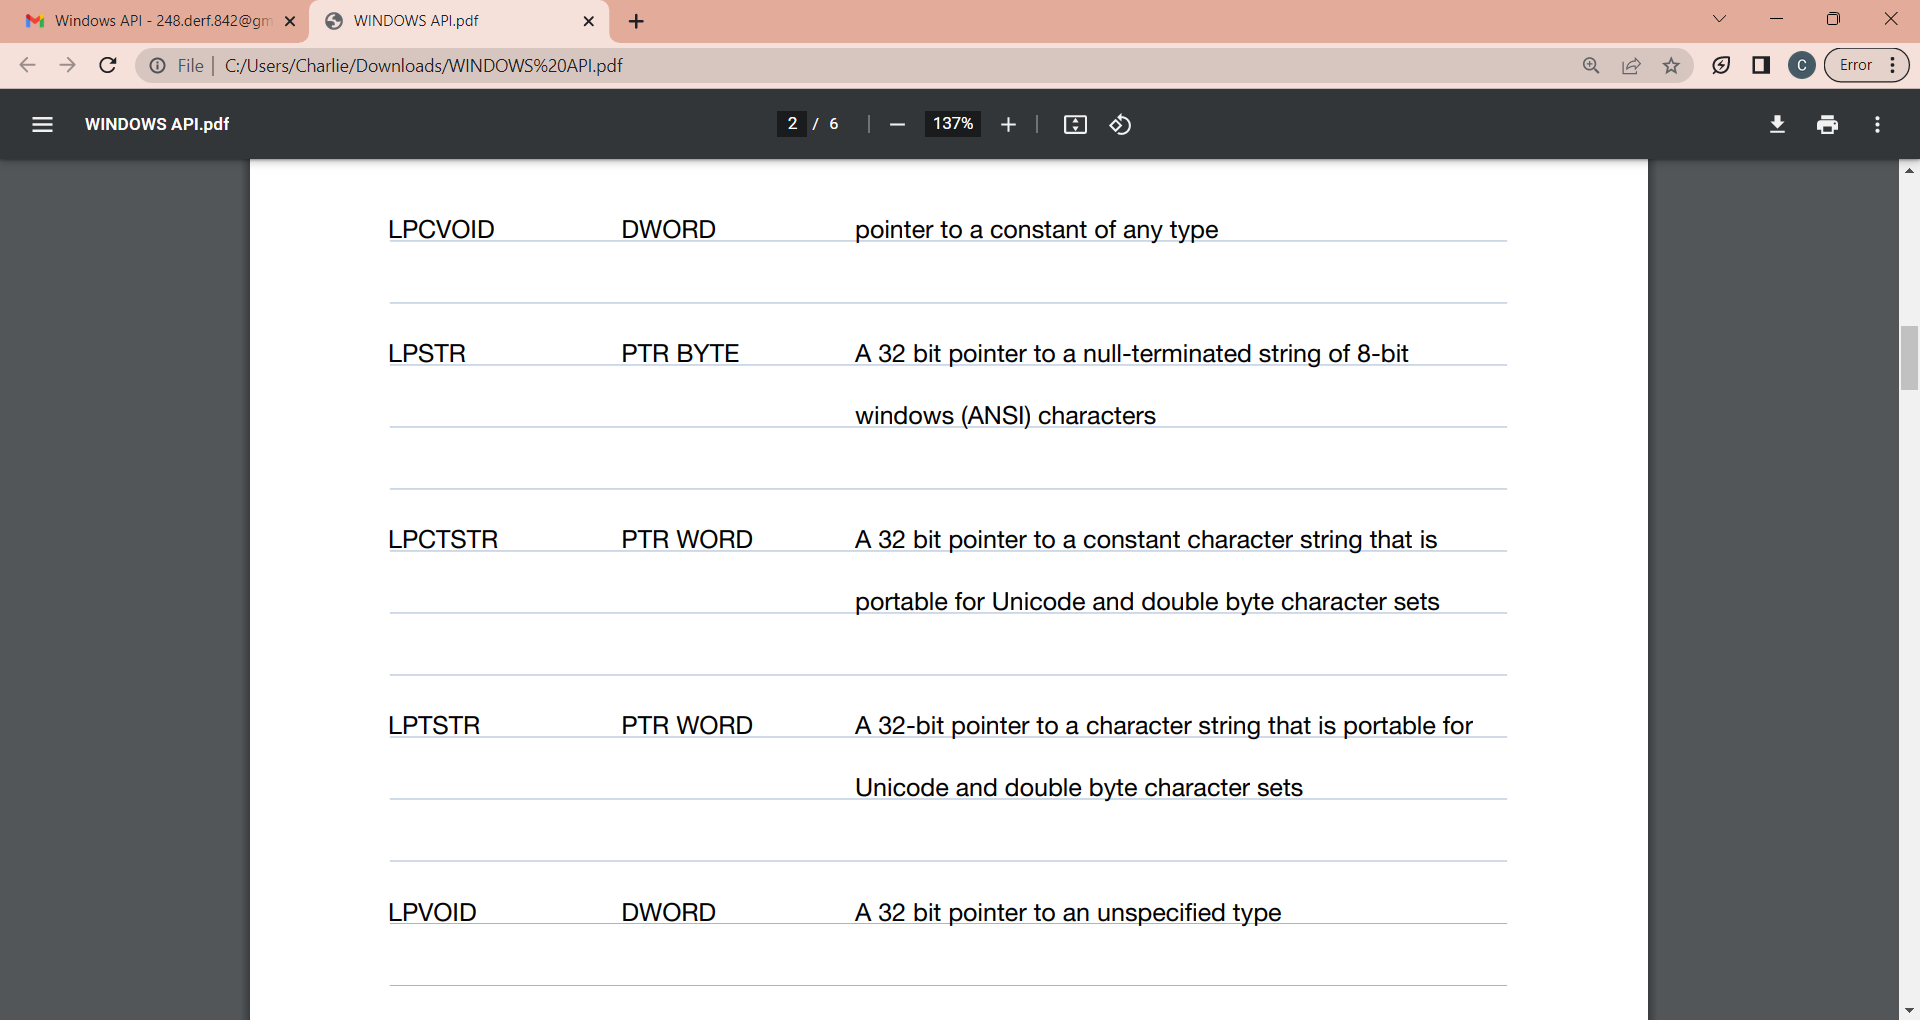 Windows API - 248.derf.842@gm
WINDOWS API.pdf
File
C:/Users/Charlie/Downloads/WINDOWS%20API.pdf
C
Error
WINDOWS API.pdf
2 / 6
137%
LPCVOID DWORD pointer to a constant of any type
LPSTR PTR BYTE A 32 bit pointer to a null-terminated string of 8-bit
windows (ANSI) characters
LPCTSTR PTR WORD A 32 bit pointer to a constant character string that is
portable for Unicode and double byte character sets
LPTSTR PTR WORD A 32-bit pointer to a character string that is portable for
Unicode and double byte character sets
LPVOID DWORD A 32 bit pointer to an unspecified type